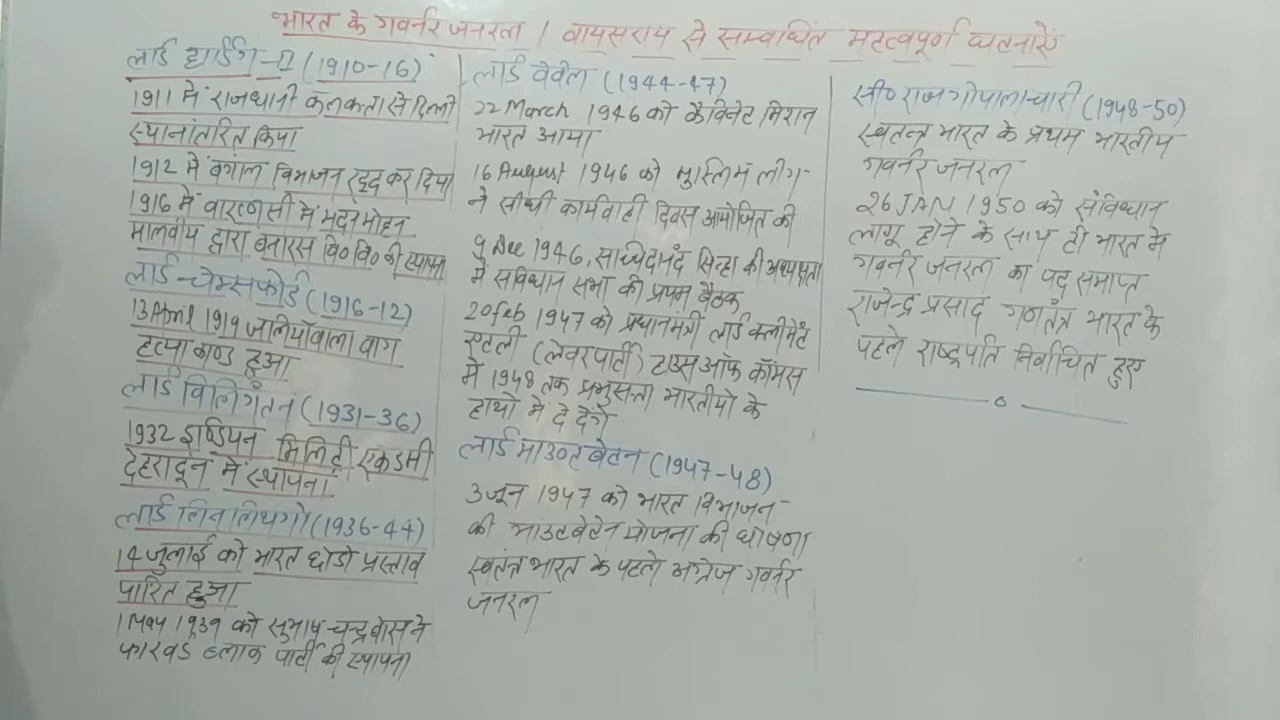 भारत के गवर्नर जनरल / वायसराय से सम्बंधित महत्वपूर्ण घटनाऐं
लार्ड हार्डिंग-II (1910-16)
1911 में राजधानी कलकत्ता से दिल्ली
स्थानांतरित किया
1912 में बंगाल विभाजन रद्द कर दिया
1916 में वाराणसी में मदन मोहन
मालवीय द्वारा बनारस वि० वि० की स्थापना
लार्ड चेम्सफोर्ड (1916-12)
13 April 1919 जालियाँवाला बाग
हत्याकाण्ड हुआ
लार्ड विलिंगटन (1931-36)
1932 इण्डियन मिलिट्री एकेडमी
देहरादून में स्थापना
लार्ड लिनलिथगो (1936-44)
14 जुलाई को भारत छोडो प्रस्ताव
पारित हुआ
1 May 1939 को सुभाष चन्द्र बोस ने
फारवर्ड ब्लाक पार्टी की स्थापना
लार्ड वेवेल (1944-47)
22 March 1946 को कैबिनेट मिशन
भारत आया
16 August 1946 को मुस्लिम लीग
ने सीधी कार्यवाही दिवस आयोजित की
9 Dec 1946, सच्चिदानंद सिन्हा की अध्यक्षता
में संविधान सभा की प्रथम बैठक
20 Feb 1947 को प्रधानमंत्री लार्ड क्लीमेंट
एटली (लेबर पार्टी) हाउस ऑफ कॉमंस
में 1948 तक प्रभुसत्ता भारतीयो के
हाथो में दे देंगे
लार्ड माउण्टबेटन (1947-48)
3 जून 1947 को भारत विभाजन
की माउंटबेटेन योजना की घोषणा
स्वतंत्र भारत के पहले अंग्रेज गवर्नर
जनरल
सी० राजगोपालाचारी (1948-50)
स्वतन्त्र भारत के प्रथम भारतीय
गवर्नर जनरल
26 JAN 1950 को संविधान
लागू होने के साथ ही भारत मे
गवर्नर जनरल का पद समाप्त
राजेन्द्र प्रसाद गणतंत्र भारत के
पहले राष्ट्रपति निर्वाचित हुए